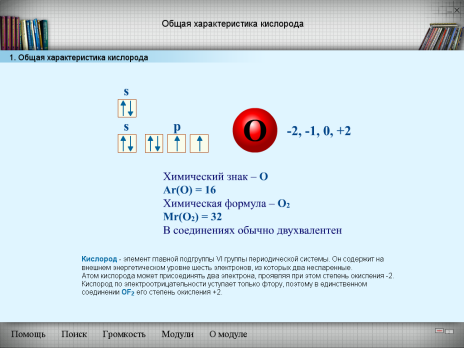 Общая характеристика кислорода
1. Общая характеристика кислорода
s
s p
O -2, -1, 0, +2
Химический знак – O
Ar(O) = 16
Химическая формула – O₂
Mr(O₂) = 32
В соединениях обычно двухвалентен
Кислород - элемент главной подгруппы VI группы периодической системы. Он содержит на
внешнем энергетическом уровне шесть электронов, из которых два неспаренные.
Атом кислорода может присоединять два электрона, проявляя при этом степень окисления -2.
Кислород по электроотрицательности уступает только фтору, поэтому в единственном
соединении OF₂ его степень окисления +2.
Помощь Поиск Громкость Модули О модуле